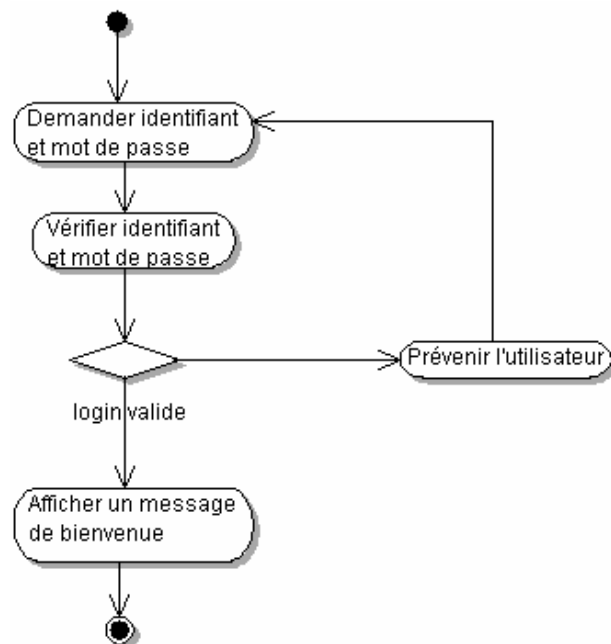 Demander identifiant
et mot de passe
Vérifier identifiant
et mot de passe
Prévenir l'utilisateur
login valide
Afficher un message
de bienvenue